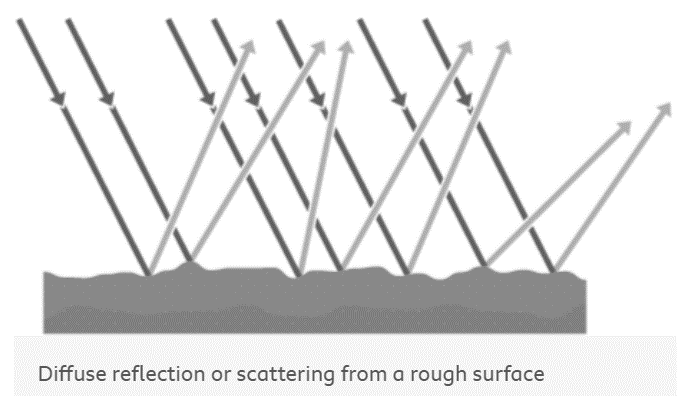 Diffuse reflection or scattering from a rough surface